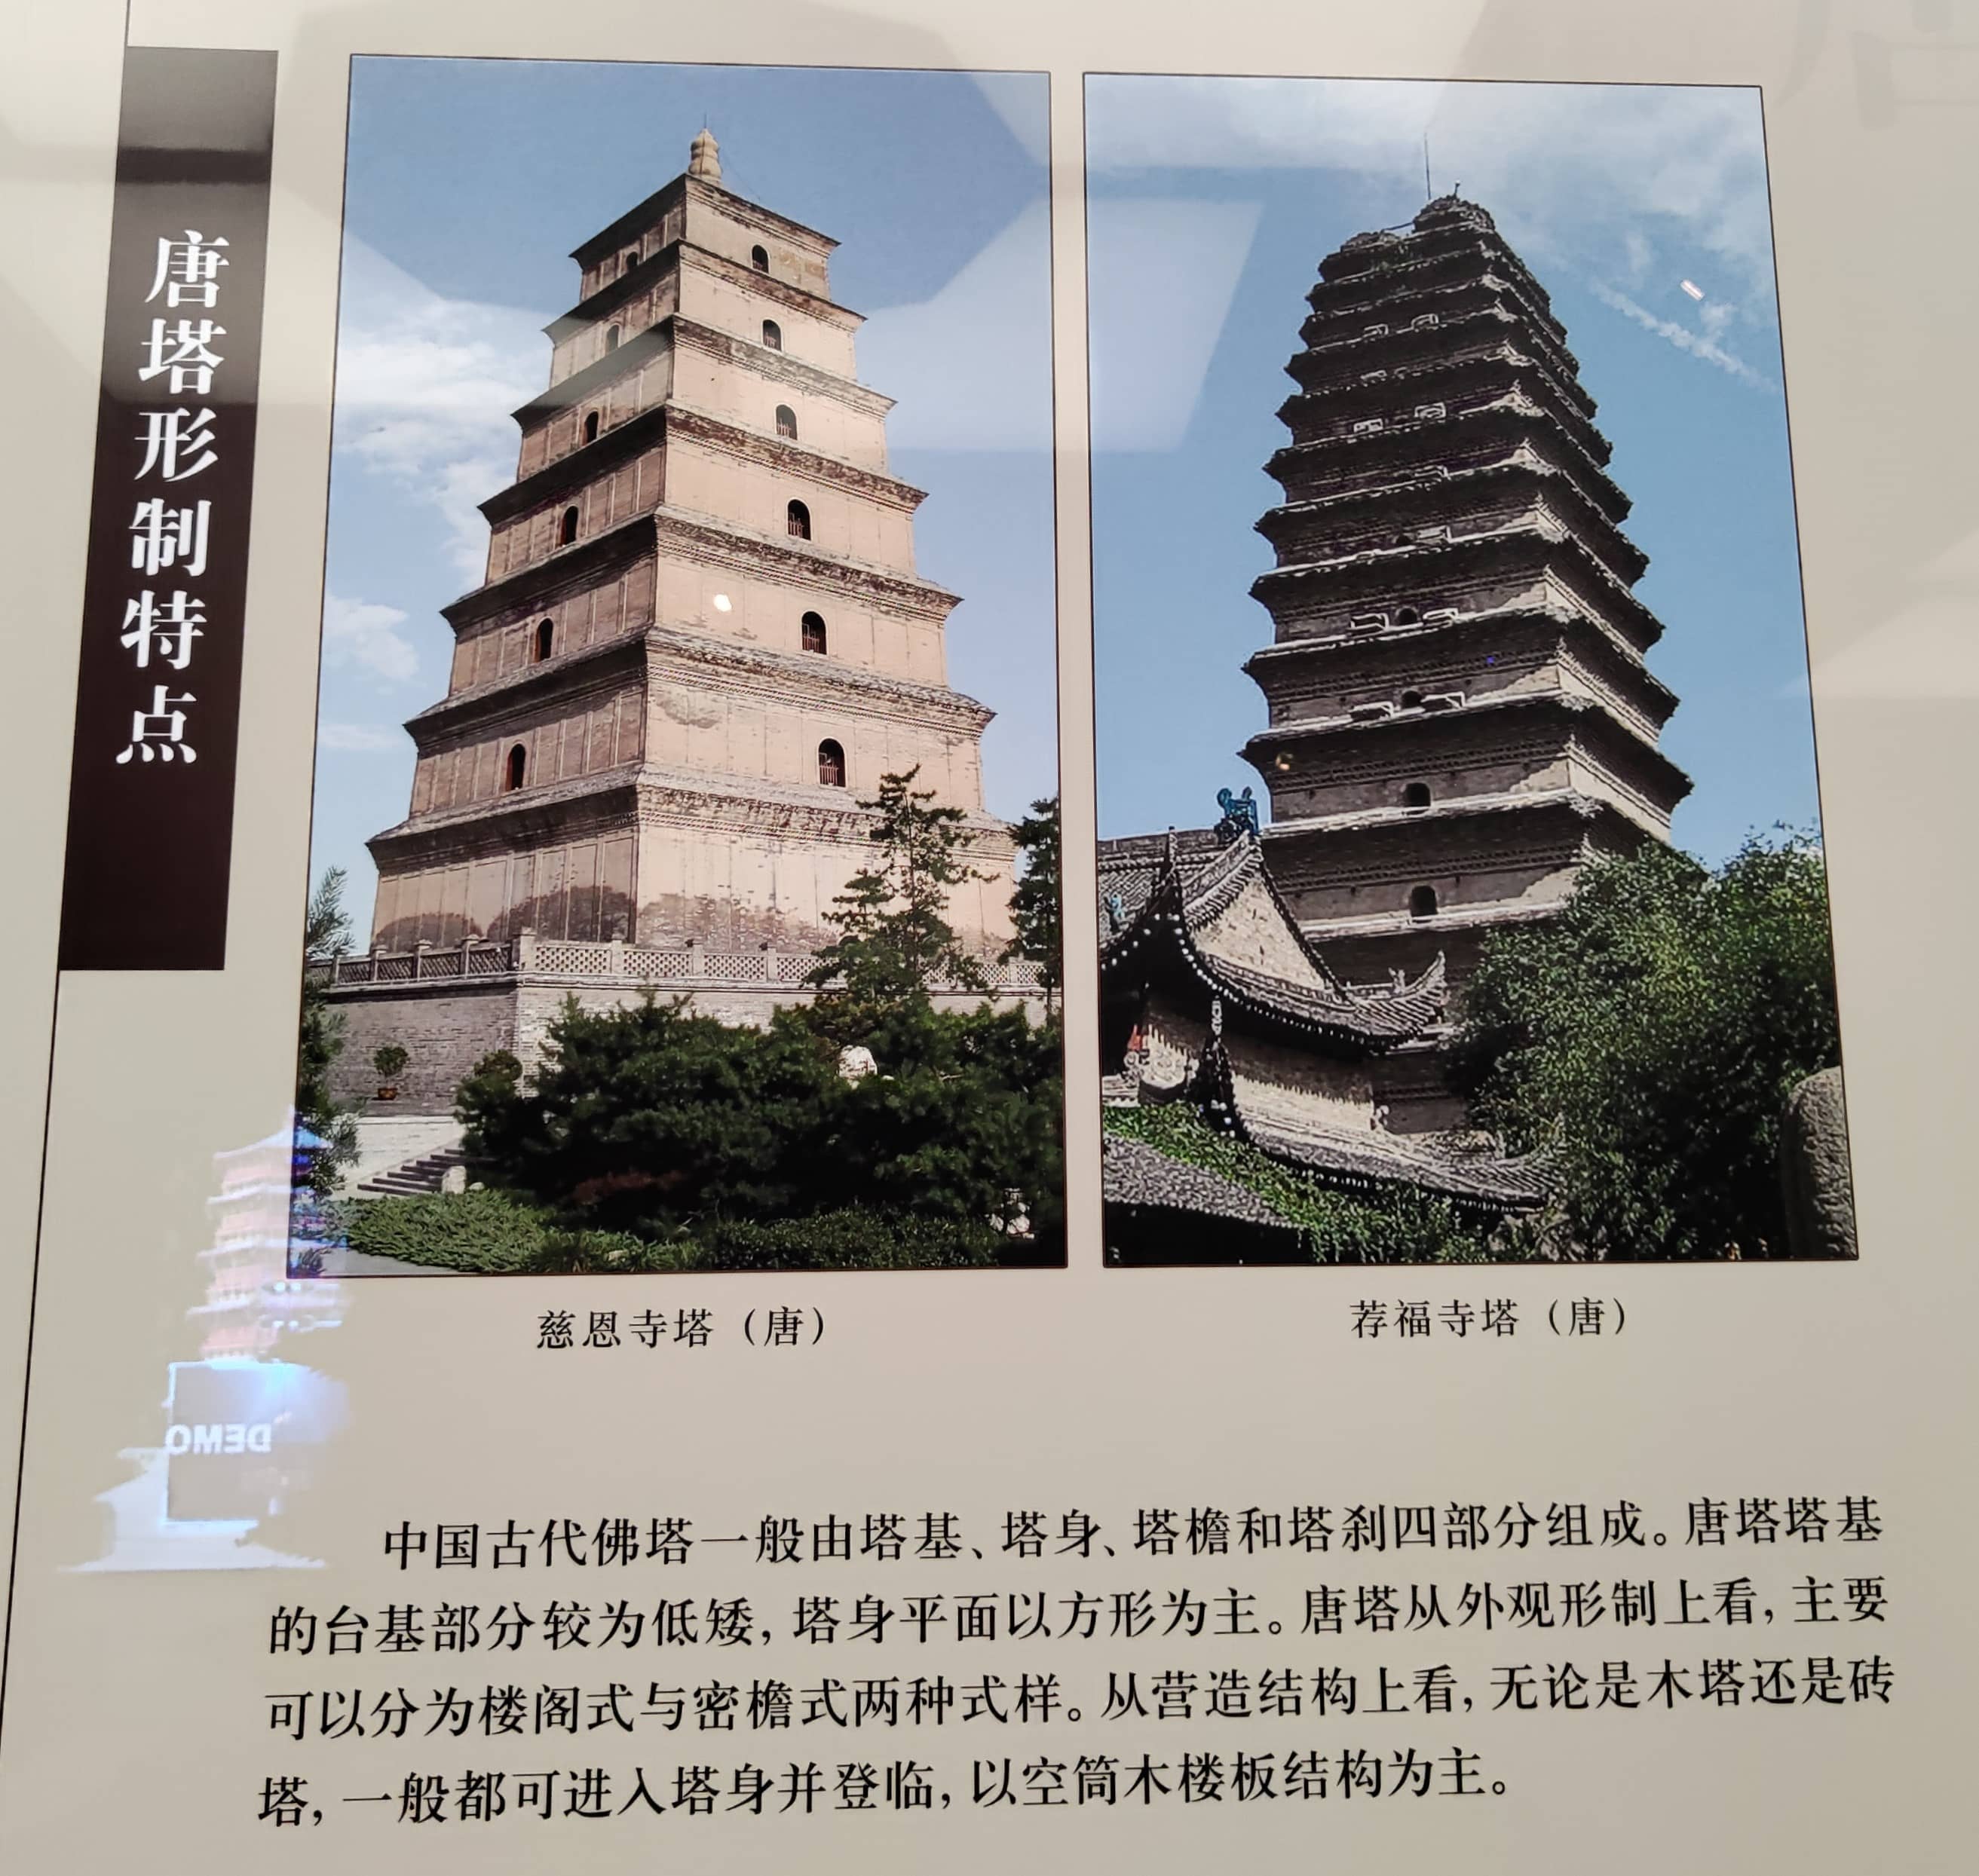 唐塔形制特点
慈恩寺塔（唐）
荐福寺塔（唐）
DEMO
中国古代佛塔一般由塔基、塔身、塔檐和塔刹四部分组成。唐塔塔基
的台基部分较为低矮，塔身平面以方形为主。唐塔从外观形制上看，主要
可以分为楼阁式与密檐式两种式样。从营造结构上看，无论是木塔还是砖
塔，一般都可进入塔身并登临，以空筒木楼板结构为主。